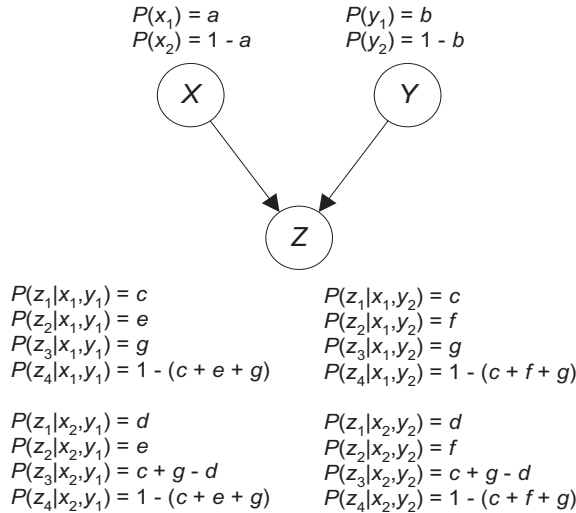 P(x₁) = a
P(x₂) = 1 - a
P(y₁) = b
P(y₂) = 1 - b
X
Y
Z
P(z₁|x₁,y₁) = c
P(z₂|x₁,y₁) = e
P(z₃|x₁,y₁) = g
P(z₄|x₁,y₁) = 1 - (c + e + g)
P(z₁|x₁,y₂) = c
P(z₂|x₁,y₂) = f
P(z₃|x₁,y₂) = g
P(z₄|x₁,y₂) = 1 - (c + f + g)
P(z₁|x₂,y₁) = d
P(z₂|x₂,y₁) = e
P(z₃|x₂,y₁) = c + g - d
P(z₄|x₂,y₁) = 1 - (c + e + g)
P(z₁|x₂,y₂) = d
P(z₂|x₂,y₂) = f
P(z₃|x₂,y₂) = c + g - d
P(z₄|x₂,y₂) = 1 - (c + f + g)